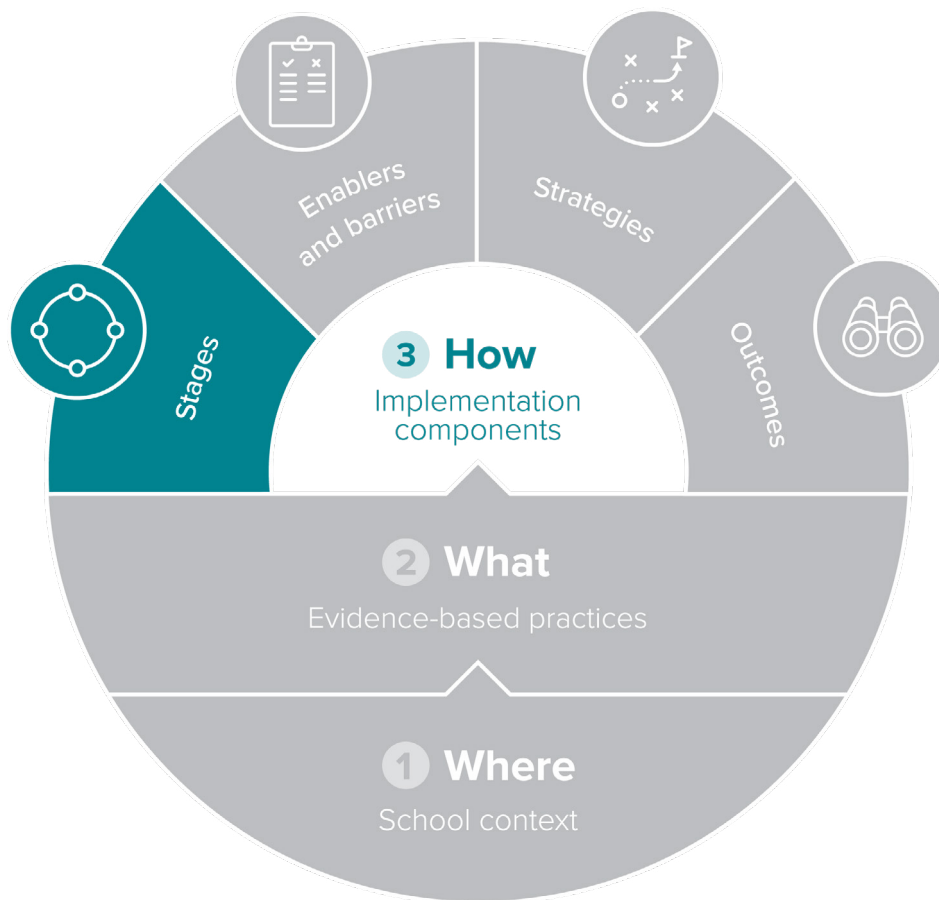 Enablers
and barriers
Strategies
Stages
Outcomes
3 How
Implementation
components
2 What
Evidence-based practices
1 Where
School context